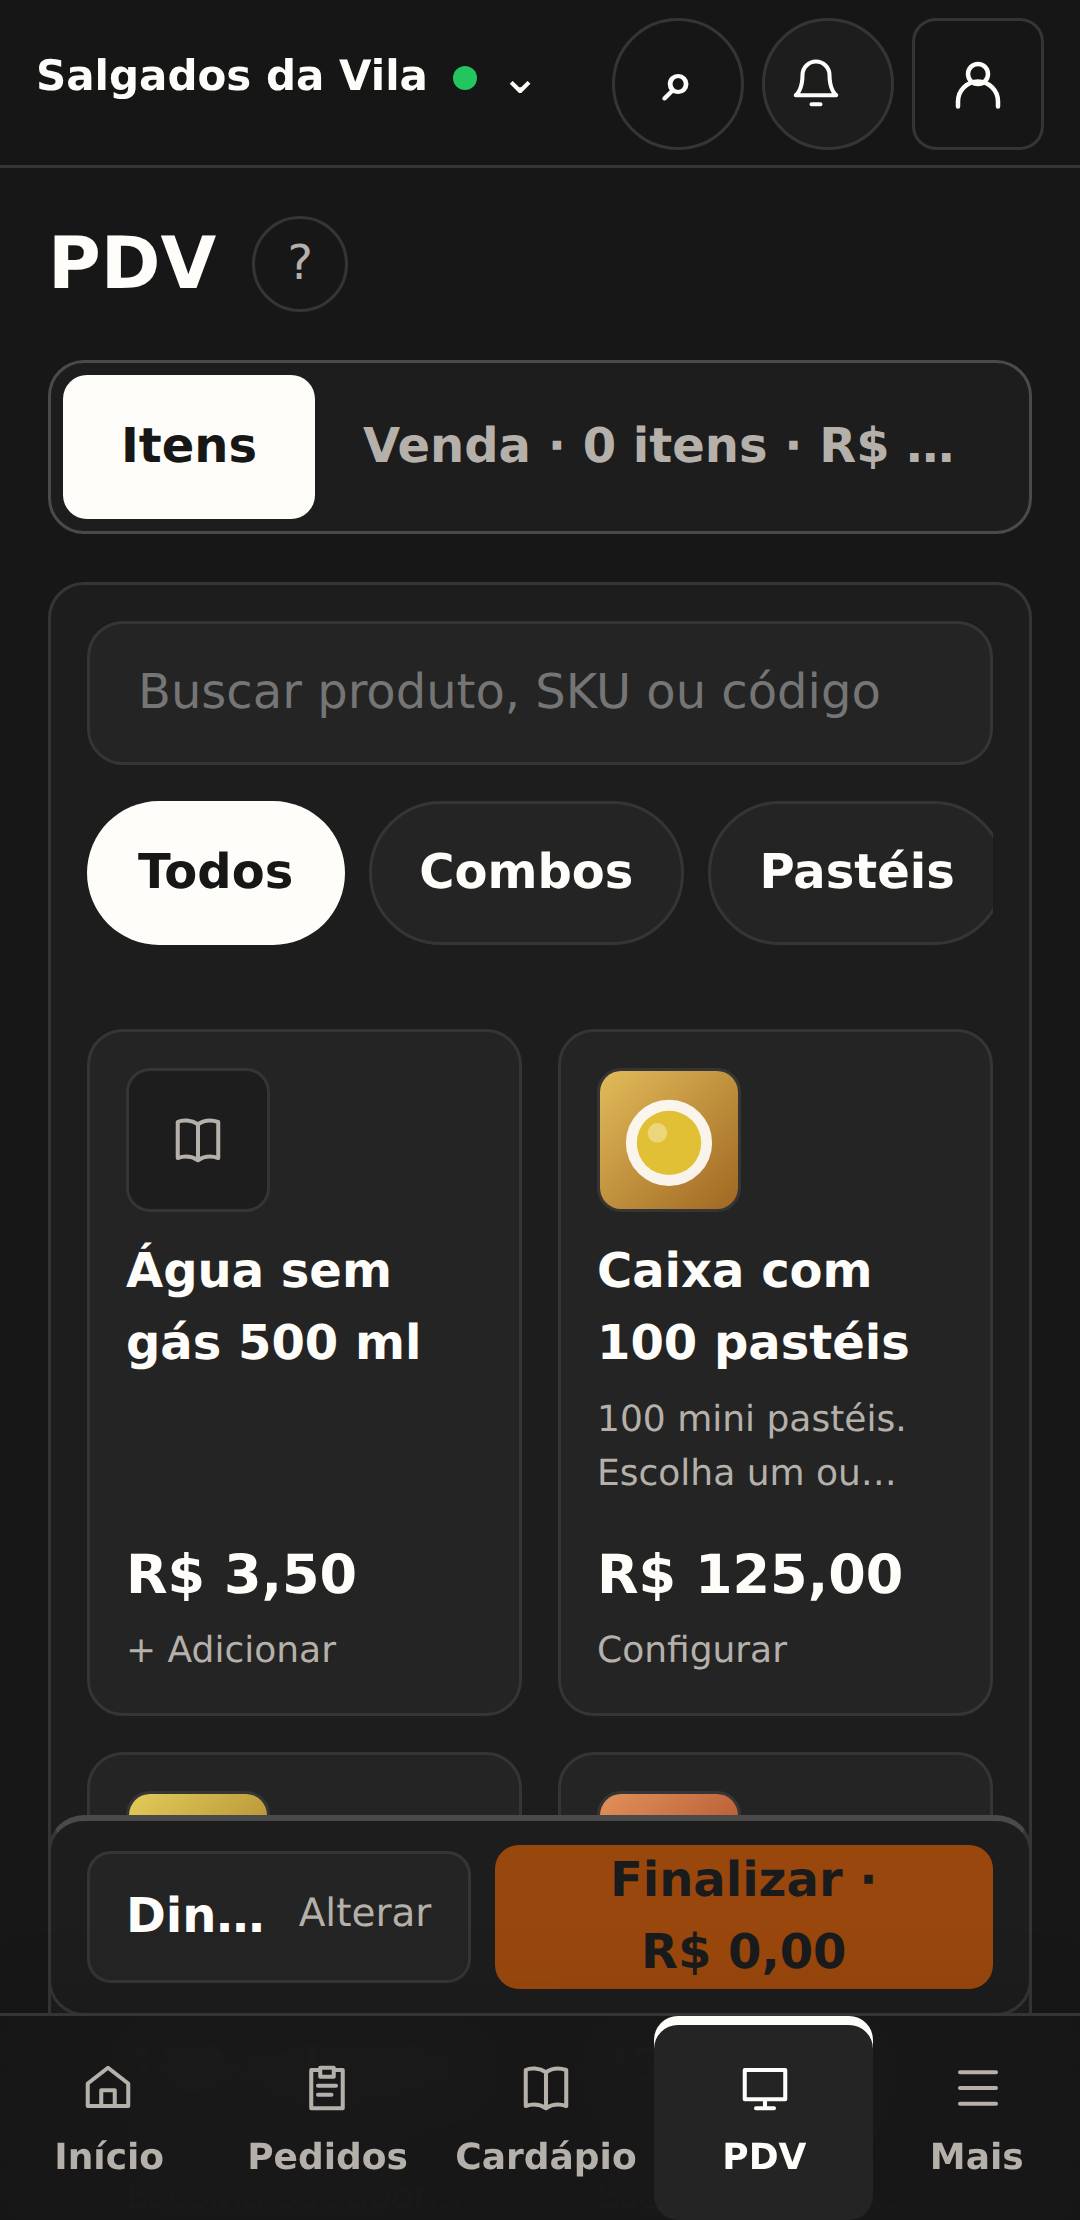 Salgados da Vila
PDV ?
Itens Venda · 0 itens · R$ …
Buscar produto, SKU ou código
Todos Combos Pastéis
Água sem
gás 500 ml
R$ 3,50
+ Adicionar
Caixa com
100 pastéis
100 mini pastéis.
Escolha um ou…
R$ 125,00
Configurar
Din… Alterar
Finalizar ·
R$ 0,00
Início Pedidos Cardápio PDV Mais